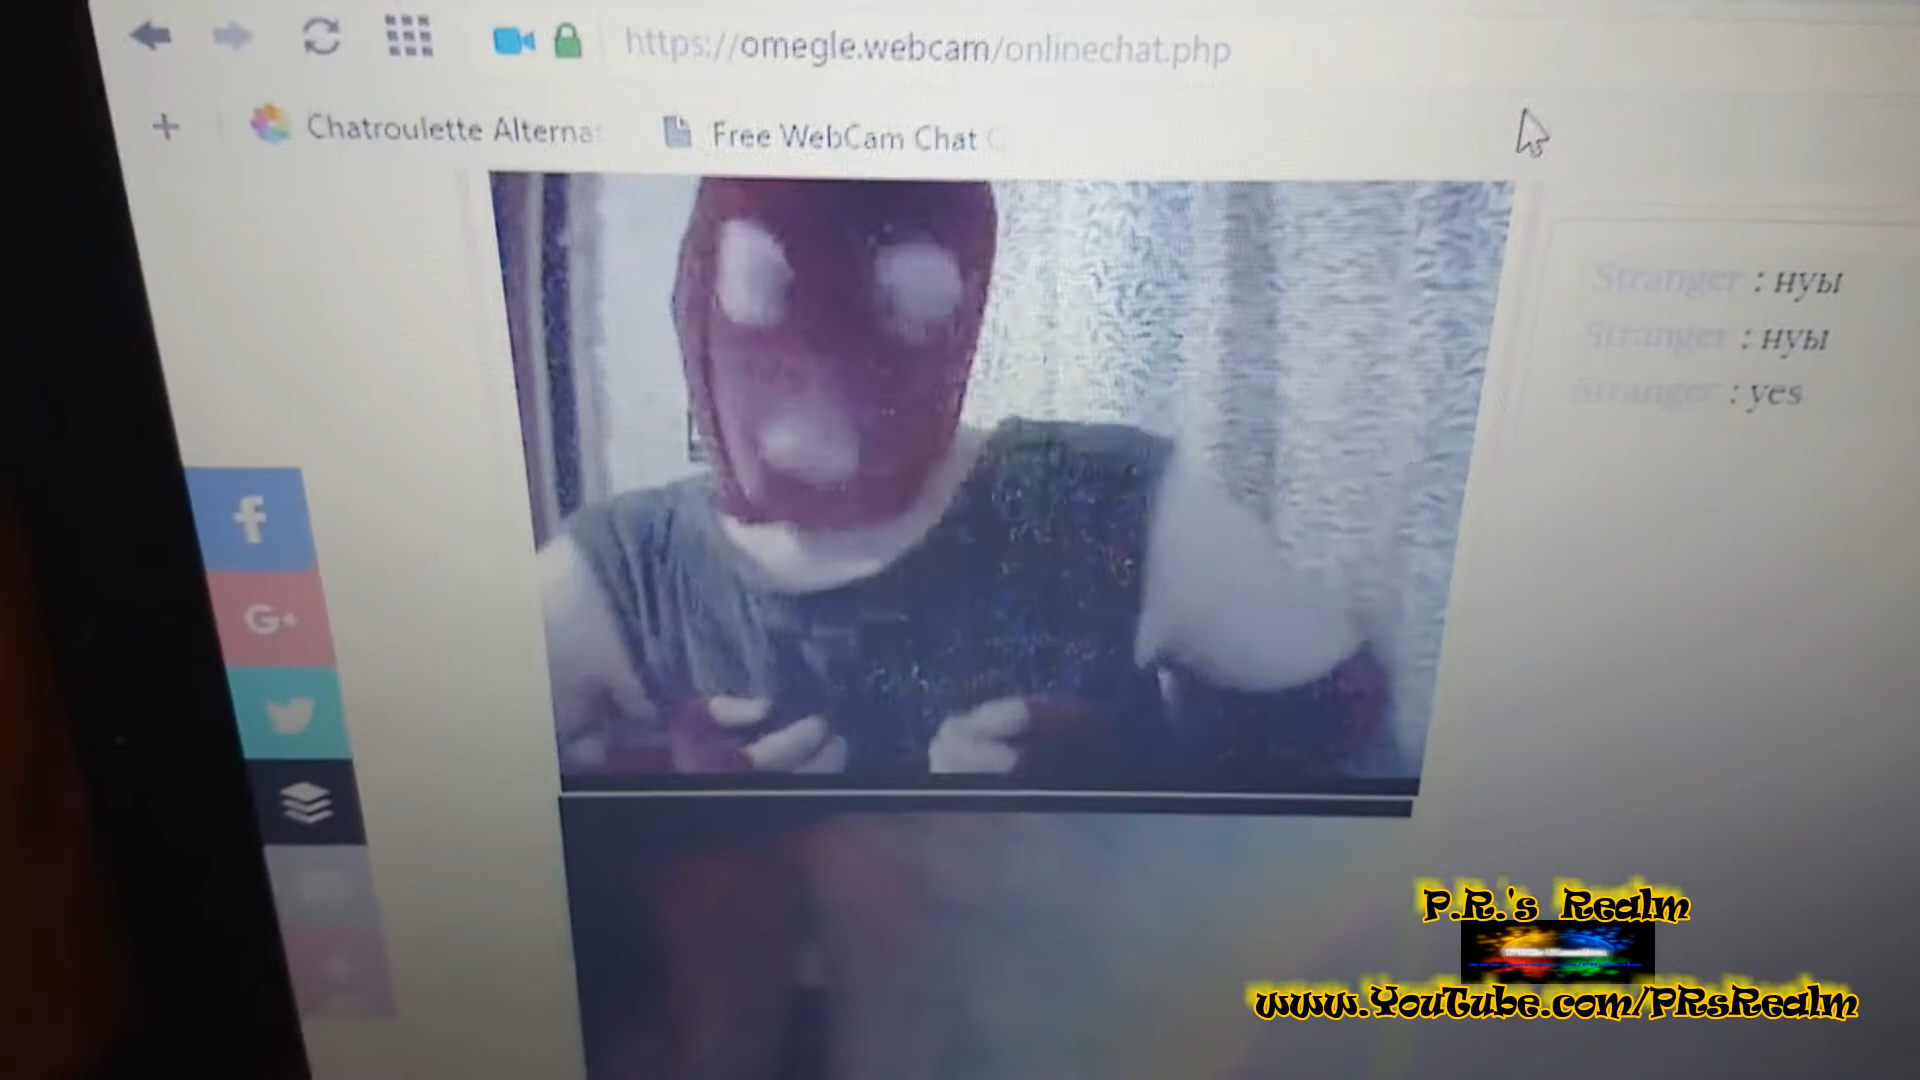 https://omegle.webcam/onlinechat.php
Chatroulette Alterna
Free WebCam Chat
Stranger : нуы
Stranger : нуы
Stranger : yes
f
G+
P.R.'s Realm
www.YouTube.com/PRsRealm